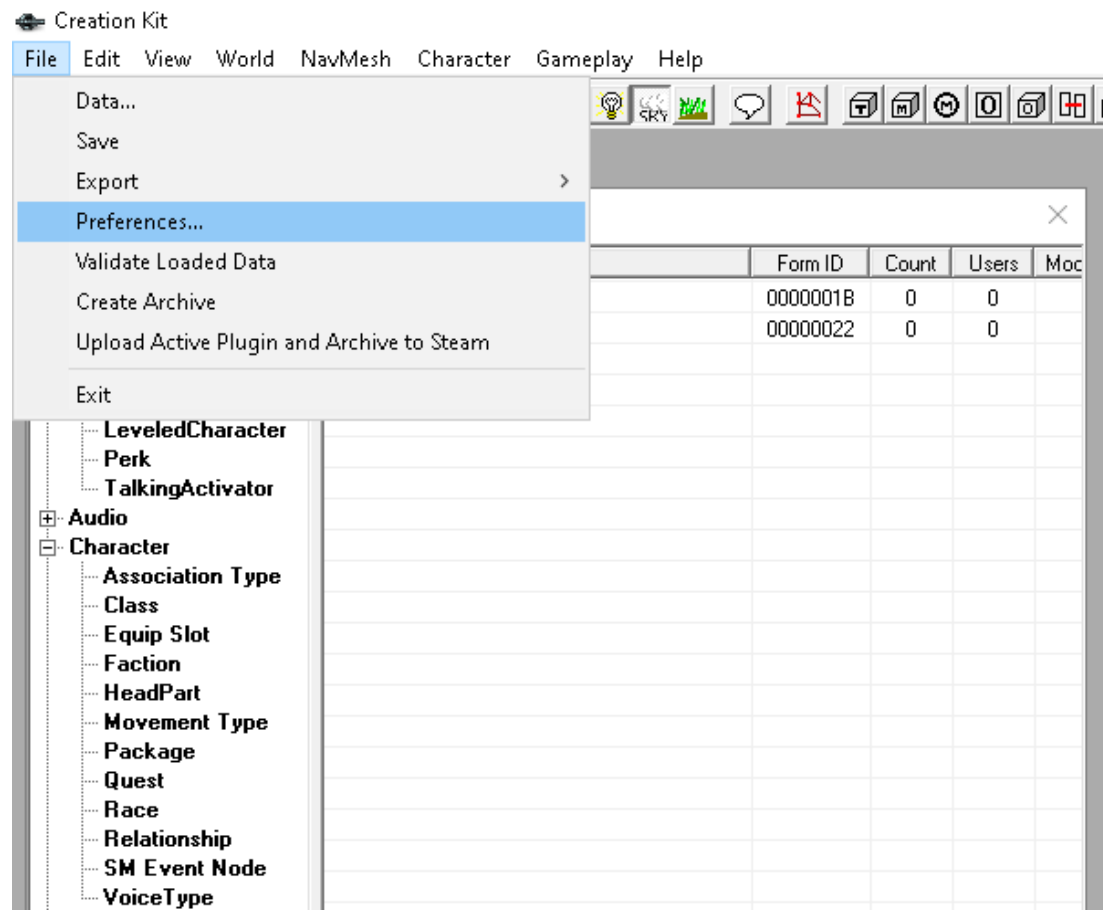 Creation Kit
File Edit View World NavMesh Character Gameplay Help
Data...
Save
Export
Preferences...
Validate Loaded Data
Create Archive
Upload Active Plugin and Archive to Steam
Exit
SKY T M M O O H
Form ID Count Users Mod
0000001B 0 0
00000022 0 0
LeveledCharacter
Perk
TalkingActivator
Audio
Character
Association Type
Class
Equip Slot
Faction
HeadPart
Movement Type
Package
Quest
Race
Relationship
SM Event Node
VoiceType